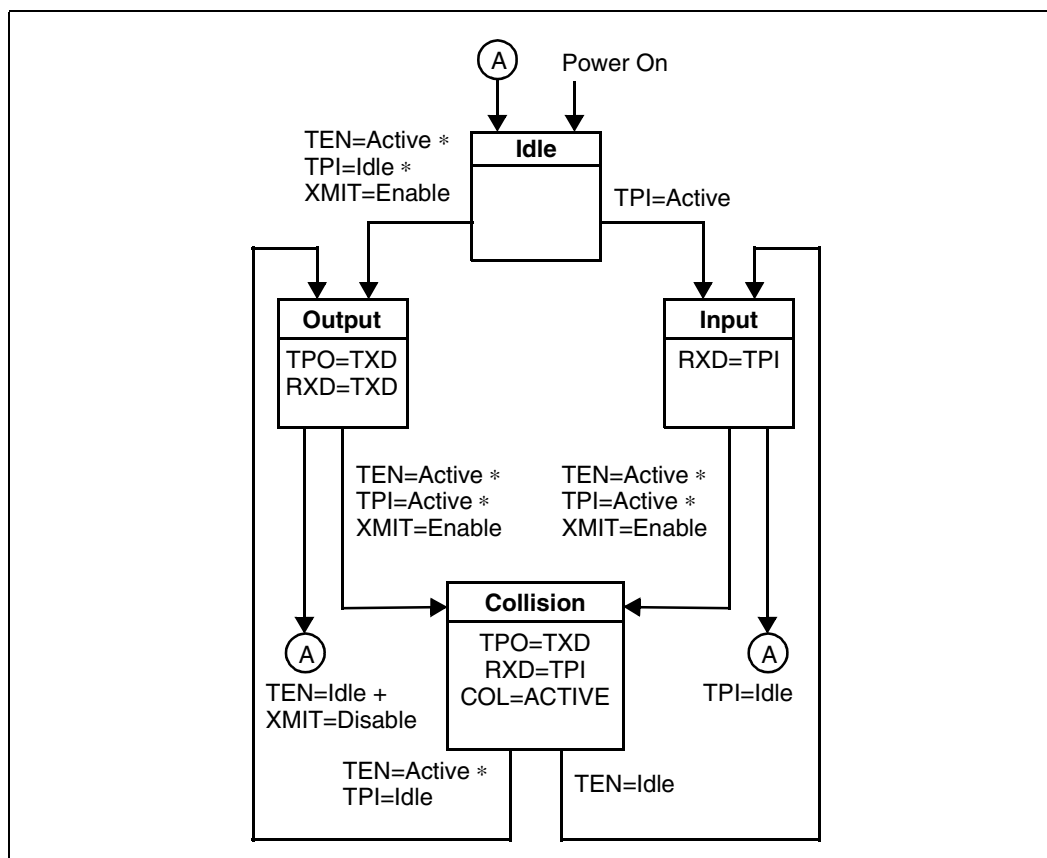 A
Power On
TEN=Active *
TPI=Idle *
XMIT=Enable
Idle
TPI=Active
Output
TPO=TXD
RXD=TXD
Input
RXD=TPI
TEN=Active *
TPI=Active *
XMIT=Enable
TEN=Active *
TPI=Active *
XMIT=Enable
Collision
TPO=TXD
RXD=TPI
COL=ACTIVE
A
TEN=Idle +
XMIT=Disable
A
TPI=Idle
TEN=Active *
TPI=Idle
TEN=Idle